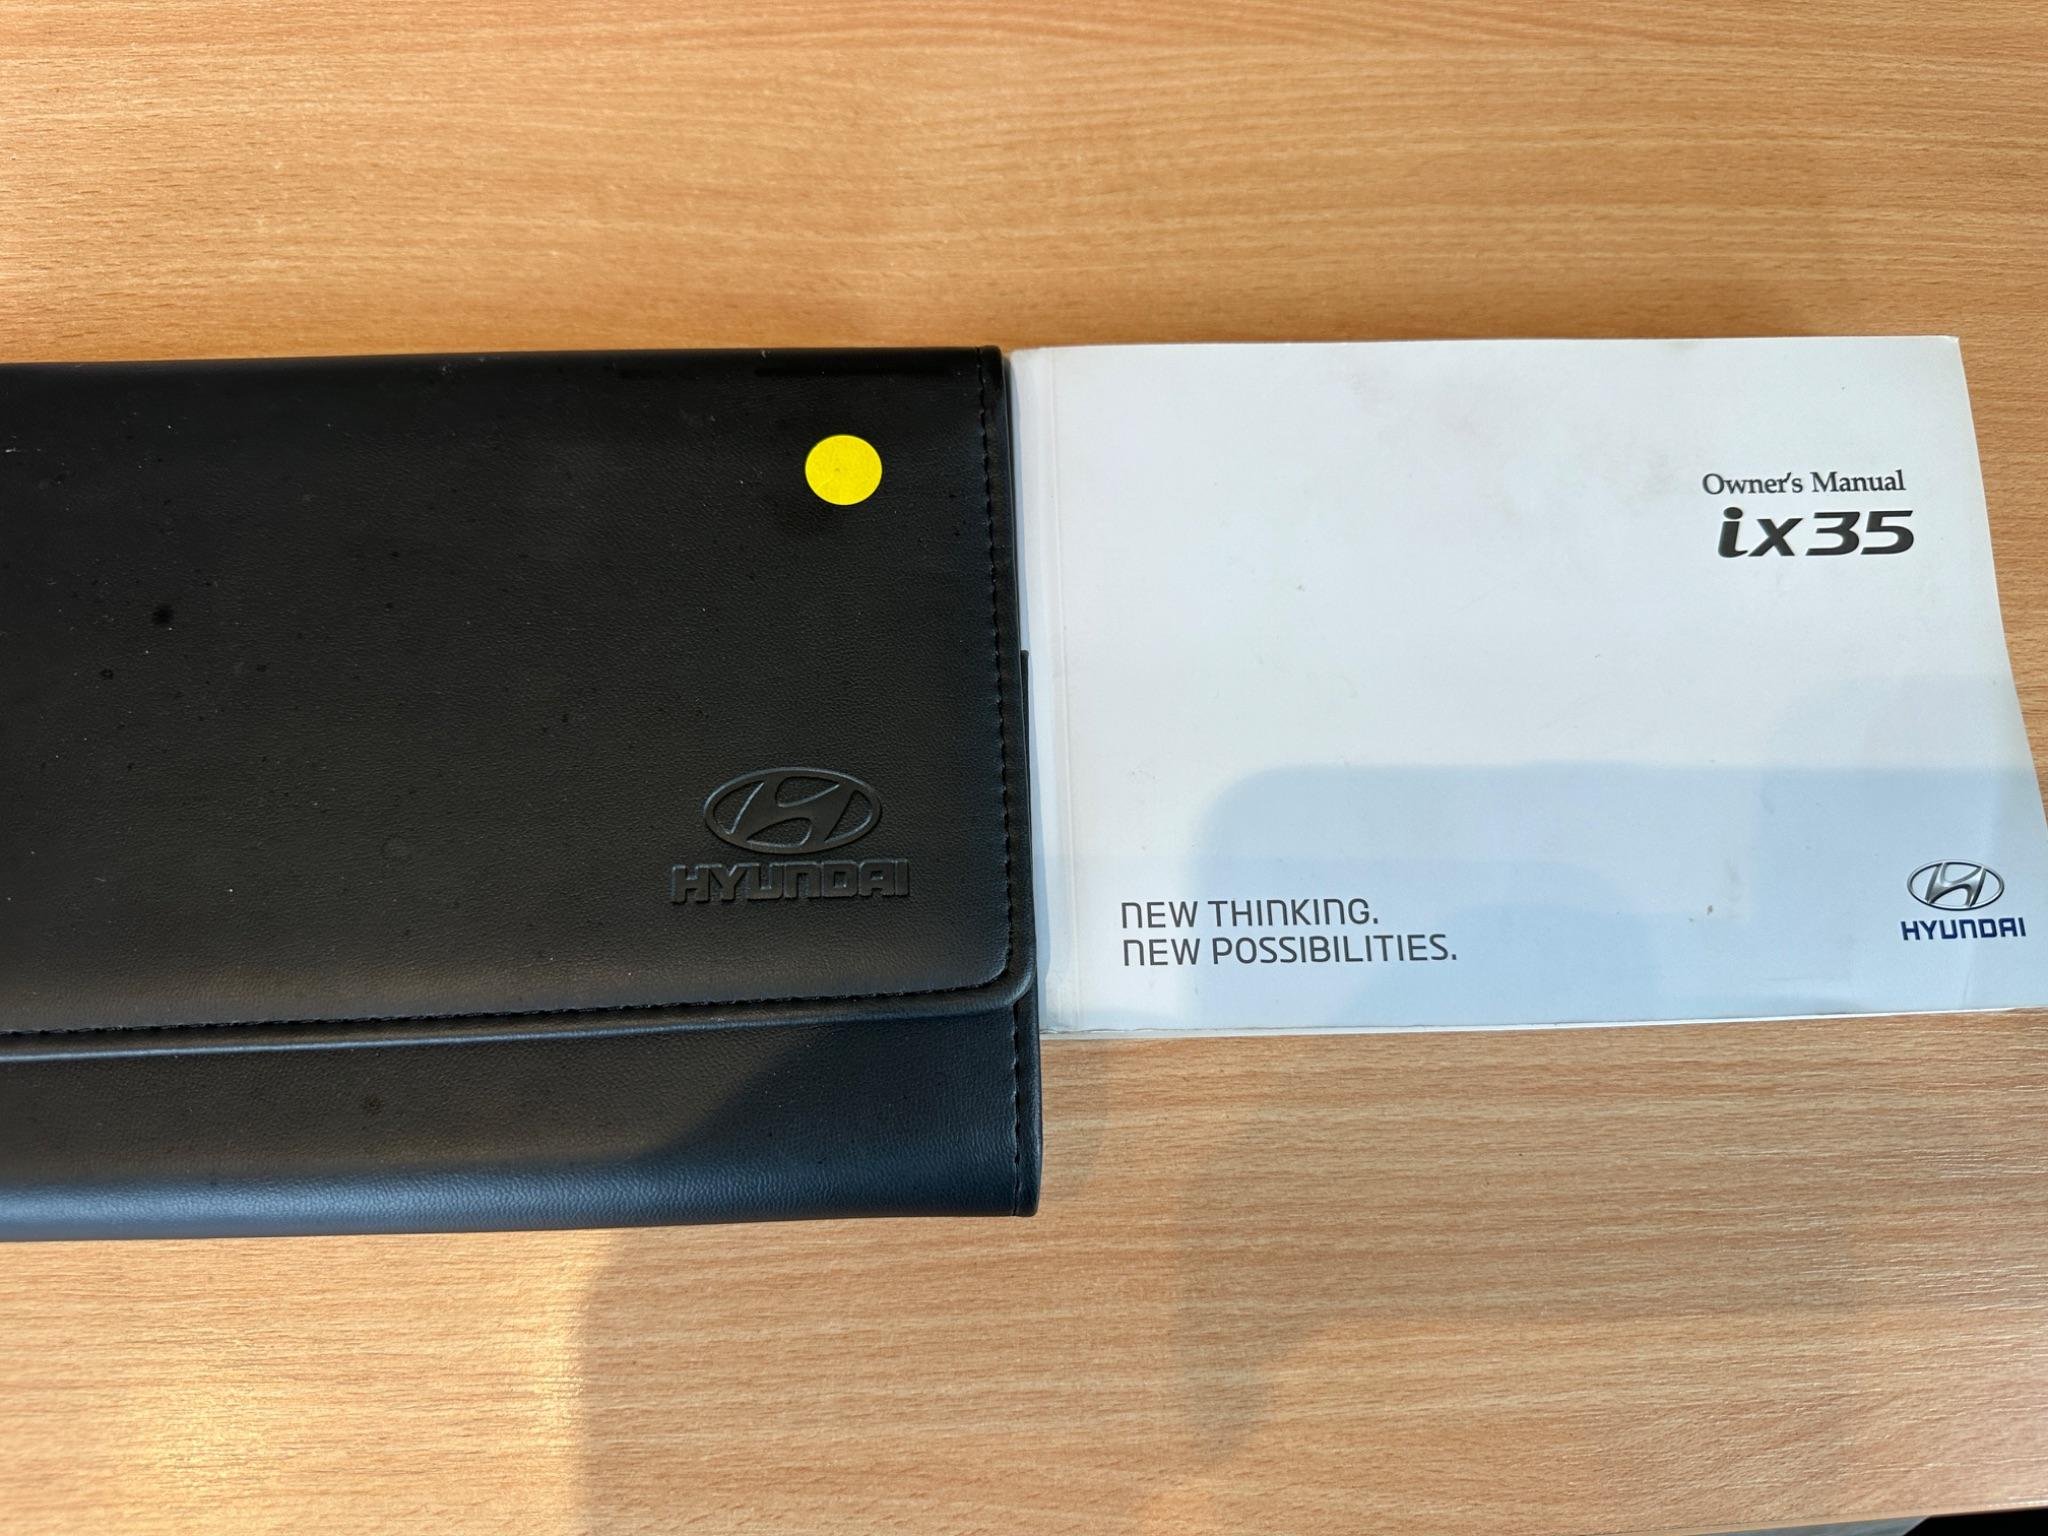 HYUNDAI
Owner's Manual
ix35
NEW THINKING.
NEW POSSIBILITIES.
HYUNDAI